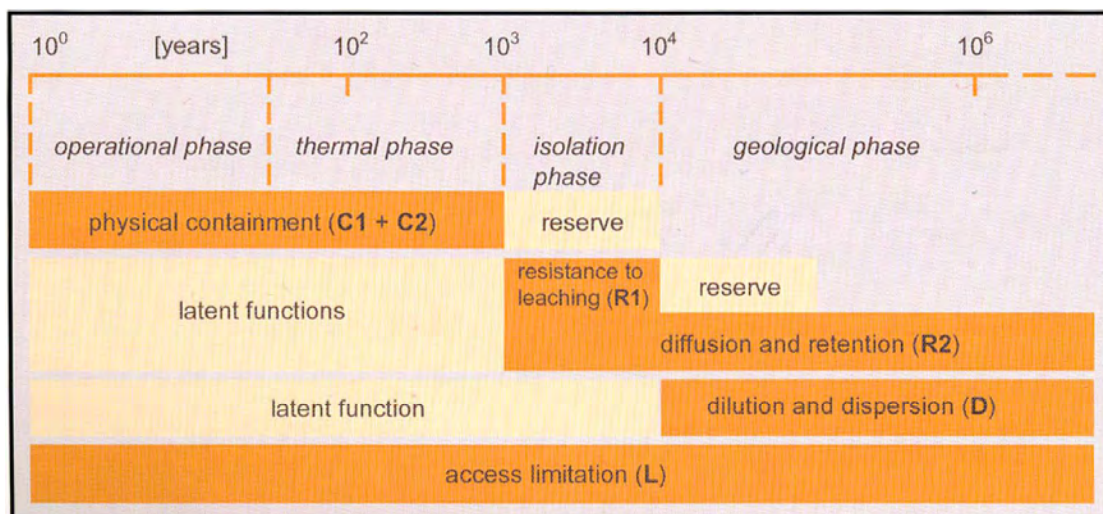 10⁰ [years] 10² 10³ 10⁴ 10⁶
operational phase thermal phase isolation geological phase
phase
physical containment (C1 + C2) reserve
resistance to
leaching (R1)
reserve
latent functions
diffusion and retention (R2)
latent function dilution and dispersion (D)
access limitation (L)